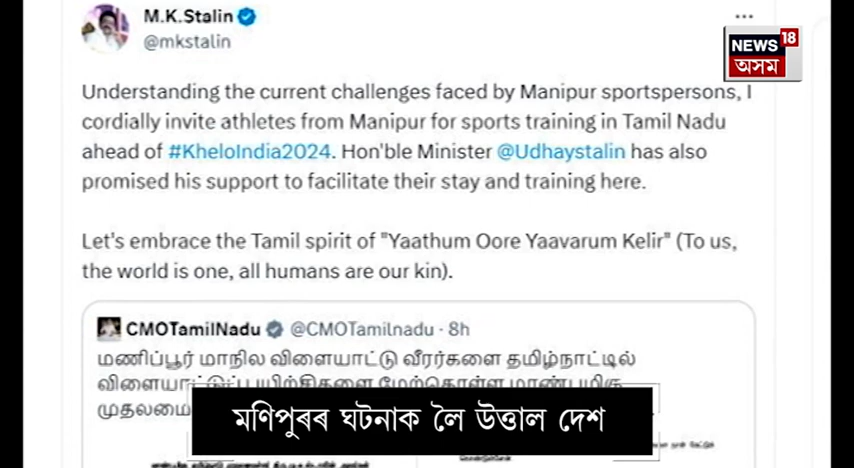 M.K.Stalin
@mkstalin
NEWS 18
অসম
Understanding the current challenges faced by Manipur sportspersons, I
cordially invite athletes from Manipur for sports training in Tamil Nadu
ahead of #KheloIndia2024. Hon'ble Minister @Udhaystalin has also
promised his support to facilitate their stay and training here.
Let's embrace the Tamil spirit of "Yaathum Oore Yaavarum Kelir" (To us,
the world is one, all humans are our kin).
CMOTamilNadu @CMOTamilnadu · 8h
மணிப்பூர் மாநில விளையாட்டு வீரர்களை தமிழ்நாட்டில்
விளையாட்டுப் பயிற்சிகளை மேற்கொள்ள மாண்புமிகு
முதலமை
মণিপুৰৰ ঘটনাক লৈ উত্তাল দেশ